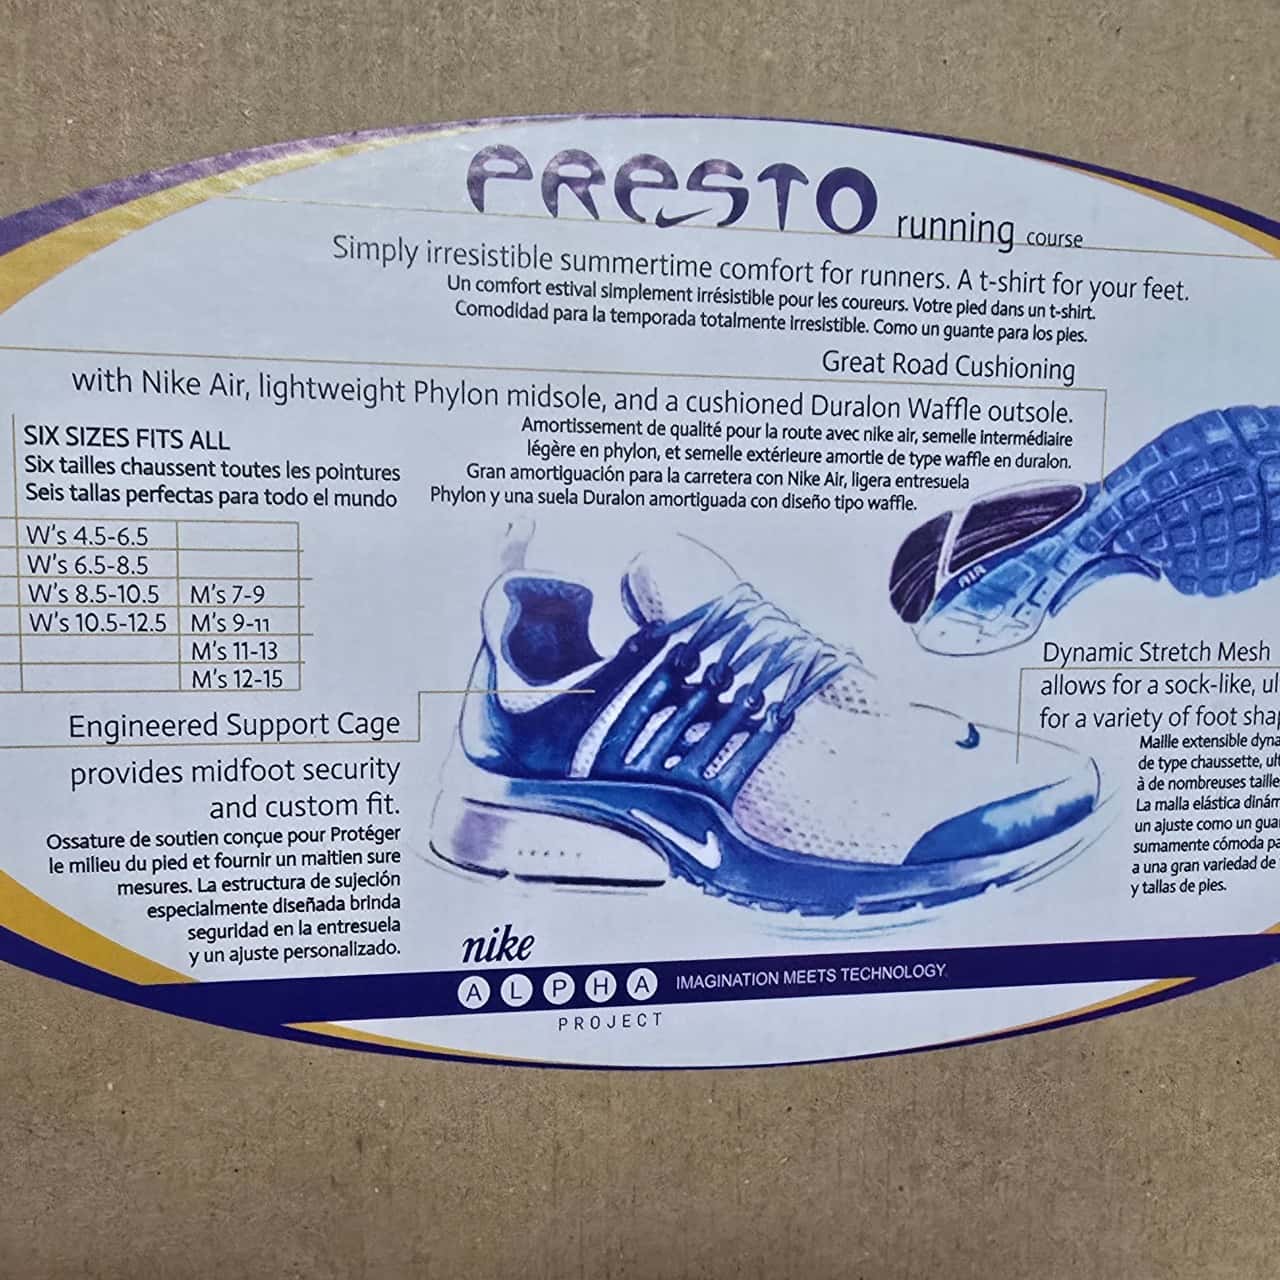 PRESTO running course
Simply irresistible summertime comfort for runners. A t-shirt for your feet.
Un comfort estival simplement irrésistible pour les coureurs. Votre pied dans un t-shirt.
Comodidad para la temporada totalmente irresistible. Como un guante para los pies.
Great Road Cushioning
with Nike Air, lightweight Phylon midsole, and a cushioned Duralon Waffle outsole.
Amortissement de qualité pour la route avec nike air, semelle intermédiaire
légère en phylon, et semelle extérieure amortie de type waffle en duralon.
Gran amortiguación para la carretera con Nike Air, ligera entresuela
Phylon y una suela Duralon amortiguada con diseño tipo waffle.
SIX SIZES FITS ALL
Six tailles chaussent toutes les pointures
Seis tallas perfectas para todo el mundo
W's 4.5-6.5
W's 6.5-8.5
W's 8.5-10.5 M's 7-9
W's 10.5-12.5 M's 9-11
M's 11-13
M's 12-15
Engineered Support Cage
provides midfoot security
and custom fit.
Ossature de soutien conçue pour Protéger
le milieu du pied et fournir un maitien sure
mesures. La estructura de sujeción
especialmente diseñada brinda
seguridad en la entresuela
y un ajuste personalizado.
AIR
Dynamic Stretch Mesh
allows for a sock-like, ul
for a variety of foot shap
Maille extensible dyna
de type chaussette, ult
à de nombreuses taille
La malla elástica dinám
un ajuste como un gua
sumamente cómoda pa
a una gran variedad de
y tallas de pies.
nike
ALPHA IMAGINATION MEETS TECHNOLOGY
PROJECT